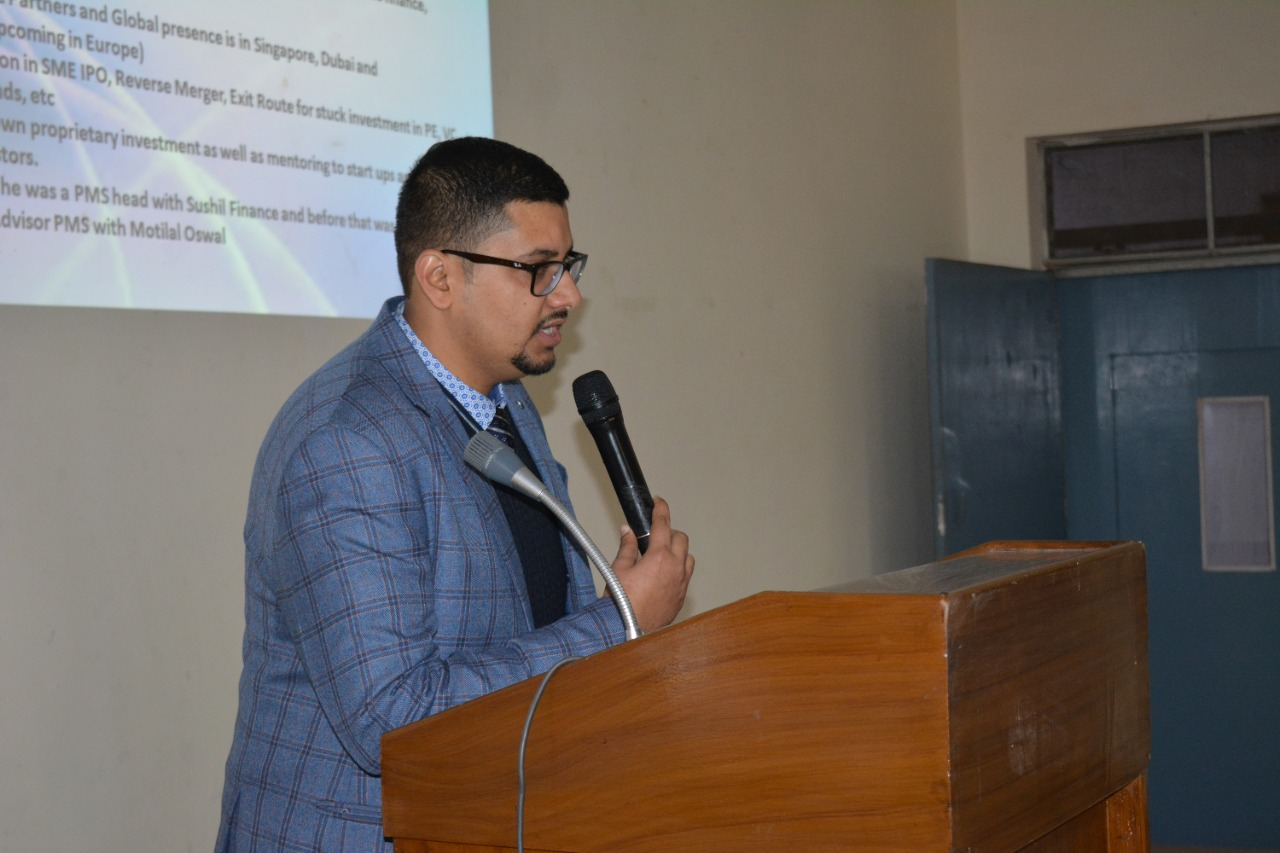 Partners and Global presence is in Singapore, Dubai and
pcoming in Europe)
on in SME IPO, Reverse Merger, Exit Route for stuck investment in PE, VC
nds, etc
wn proprietary investment as well as mentoring to start ups
tors.
he was a PMS head with Sushil Finance and before that was
dvisor PMS with Motilal Oswal